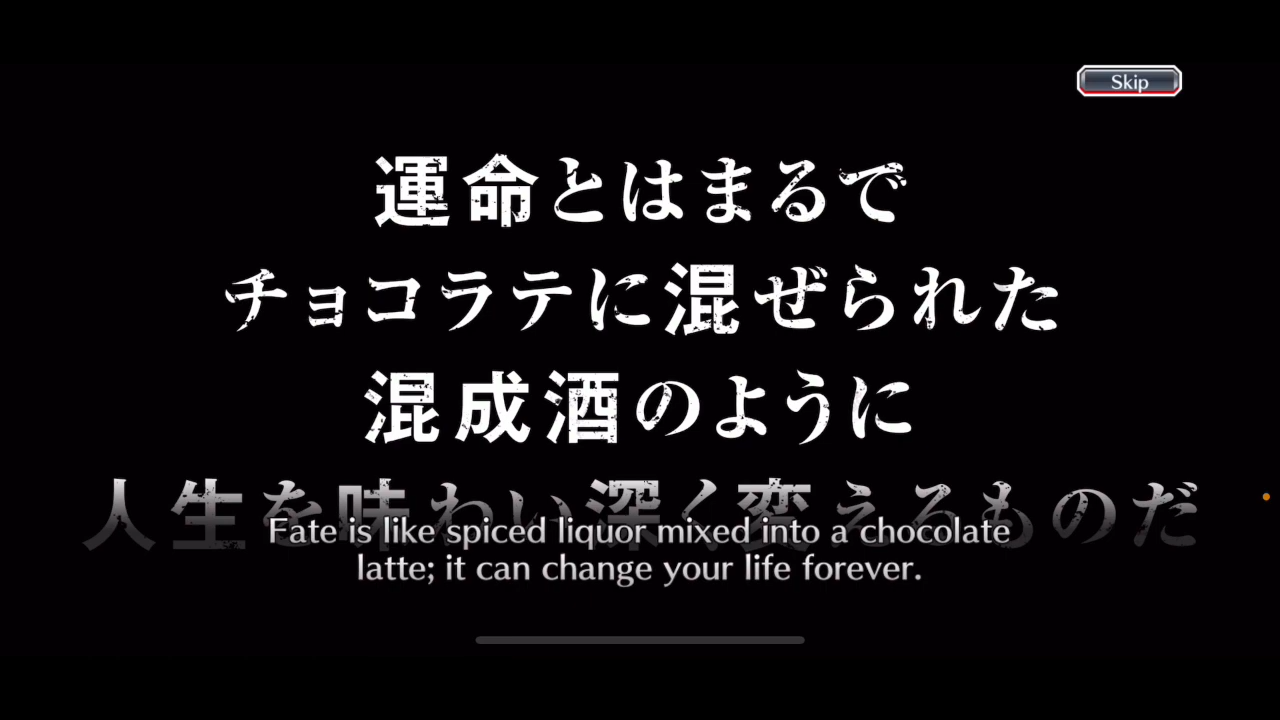 Skip
運命とはまるで
チョコラテに混ぜられた
混成酒のように
人生を味わい深く変えるものだ
Fate is like spiced liquor mixed into a chocolate
latte; it can change your life forever.